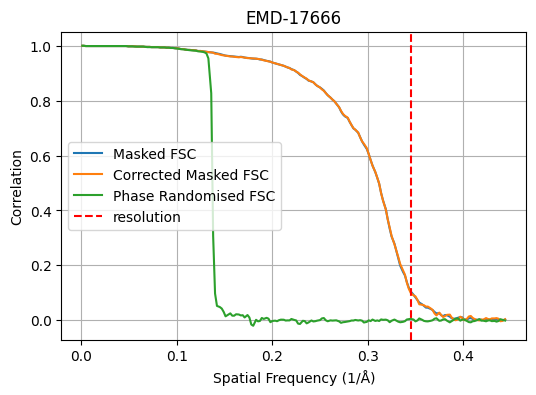 EMD-17666
1.0
0.8
0.6
0.4
0.2
0.0
Correlation
Masked FSC
Corrected Masked FSC
Phase Randomised FSC
resolution
0.0 0.1 0.2 0.3 0.4
Spatial Frequency (1/Å)